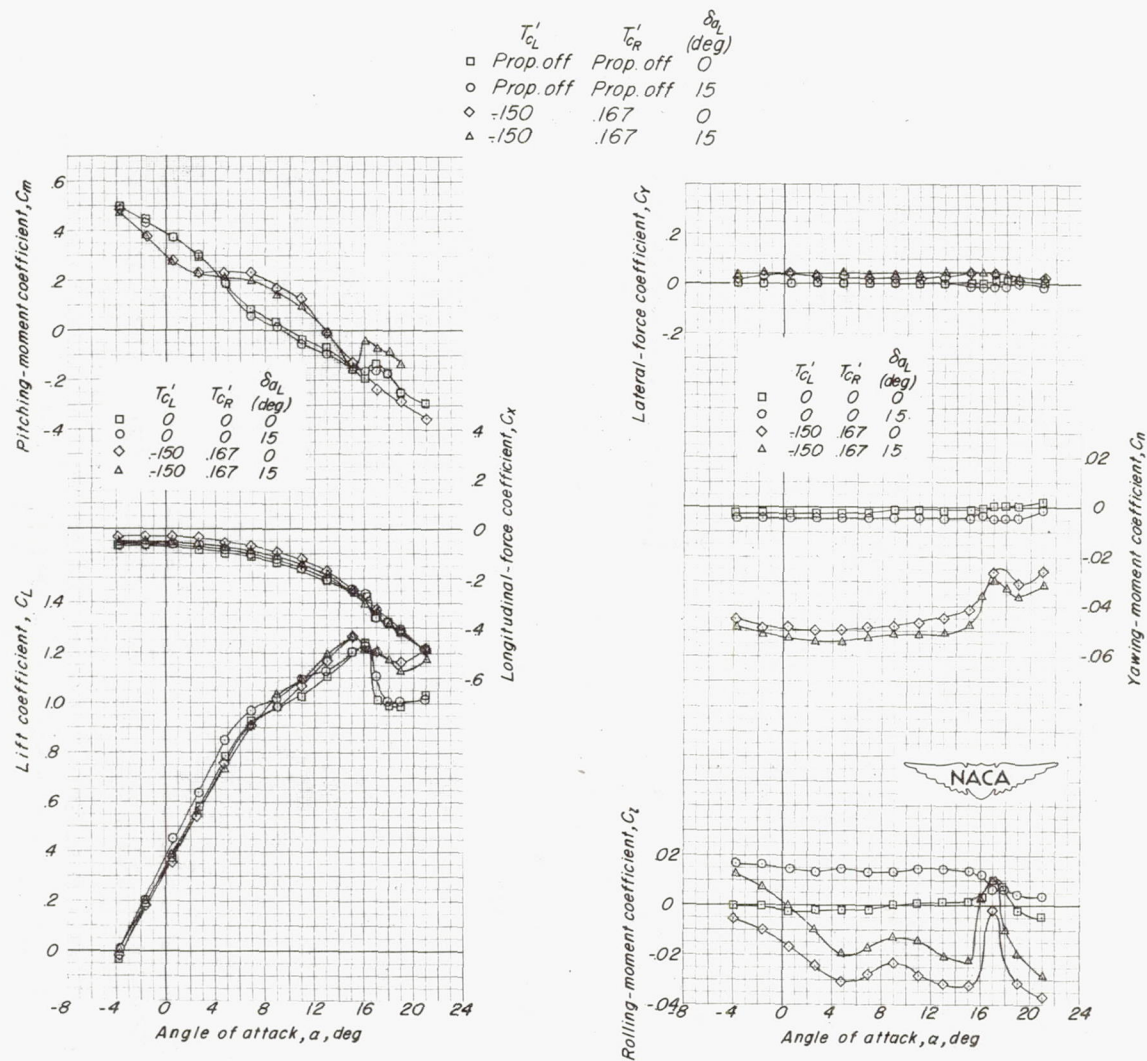 T'cL T'cR δaL (deg)
□ Prop. off Prop. off 0
○ Prop. off Prop. off 15
◇ -.150 .167 0
△ -.150 .167 15
Pitching-moment coefficient, Cm
.6
.4
.2
0
-.2
-.4
T'cL T'cR δaL (deg)
□ 0 0 0
○ 0 0 15
◇ -.150 .167 0
△ -.150 .167 15
Longitudinal-force coefficient, Cx
.4
.2
0
-.2
-.4
-.6
Lift coefficient, CL
1.4
1.2
1.0
.8
.6
.4
.2
0
-8 -4 0 4 8 12 16 20 24
Angle of attack, α, deg
Lateral-force coefficient, CY
.2
0
-.2
T'cL T'cR δaL (deg)
□ 0 0 0
○ 0 0 15
◇ -.150 .167 0
△ -.150 .167 15
Yawing-moment coefficient, Cn
.02
0
-.02
-.04
-.06
NACA
Rolling-moment coefficient, Cl
.02
0
-.02
-.04
-8 -4 0 4 8 12 16 20 24
Angle of attack, α, deg